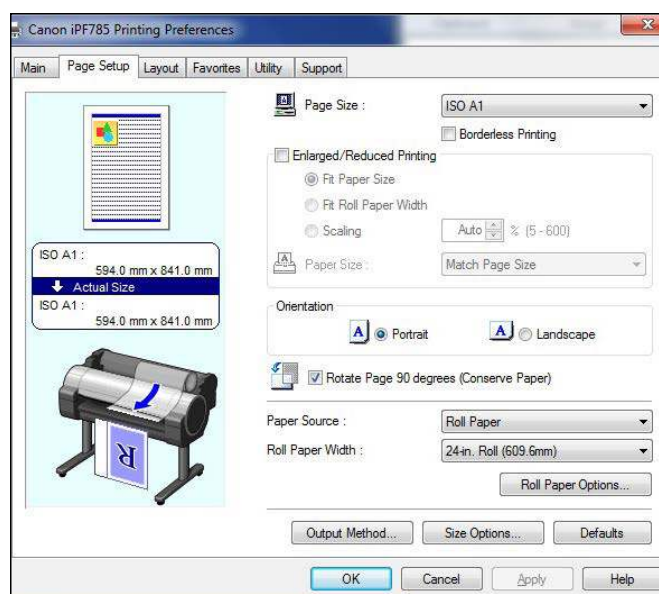 Canon iPF785 Printing Preferences
Main Page Setup Layout Favorites Utility Support
Page Size : ISO A1
Borderless Printing
Enlarged/Reduced Printing
Fit Paper Size
Fit Roll Paper Width
Scaling Auto % (5 - 600)
Paper Size : Match Page Size
ISO A1 :
594.0 mm x 841.0 mm
Actual Size
ISO A1 :
594.0 mm x 841.0 mm
Orientation
A Portrait A Landscape
Rotate Page 90 degrees (Conserve Paper)
R
Paper Source : Roll Paper
Roll Paper Width : 24-in. Roll (609.6mm)
Roll Paper Options...
Output Method... Size Options... Defaults
OK Cancel Apply Help